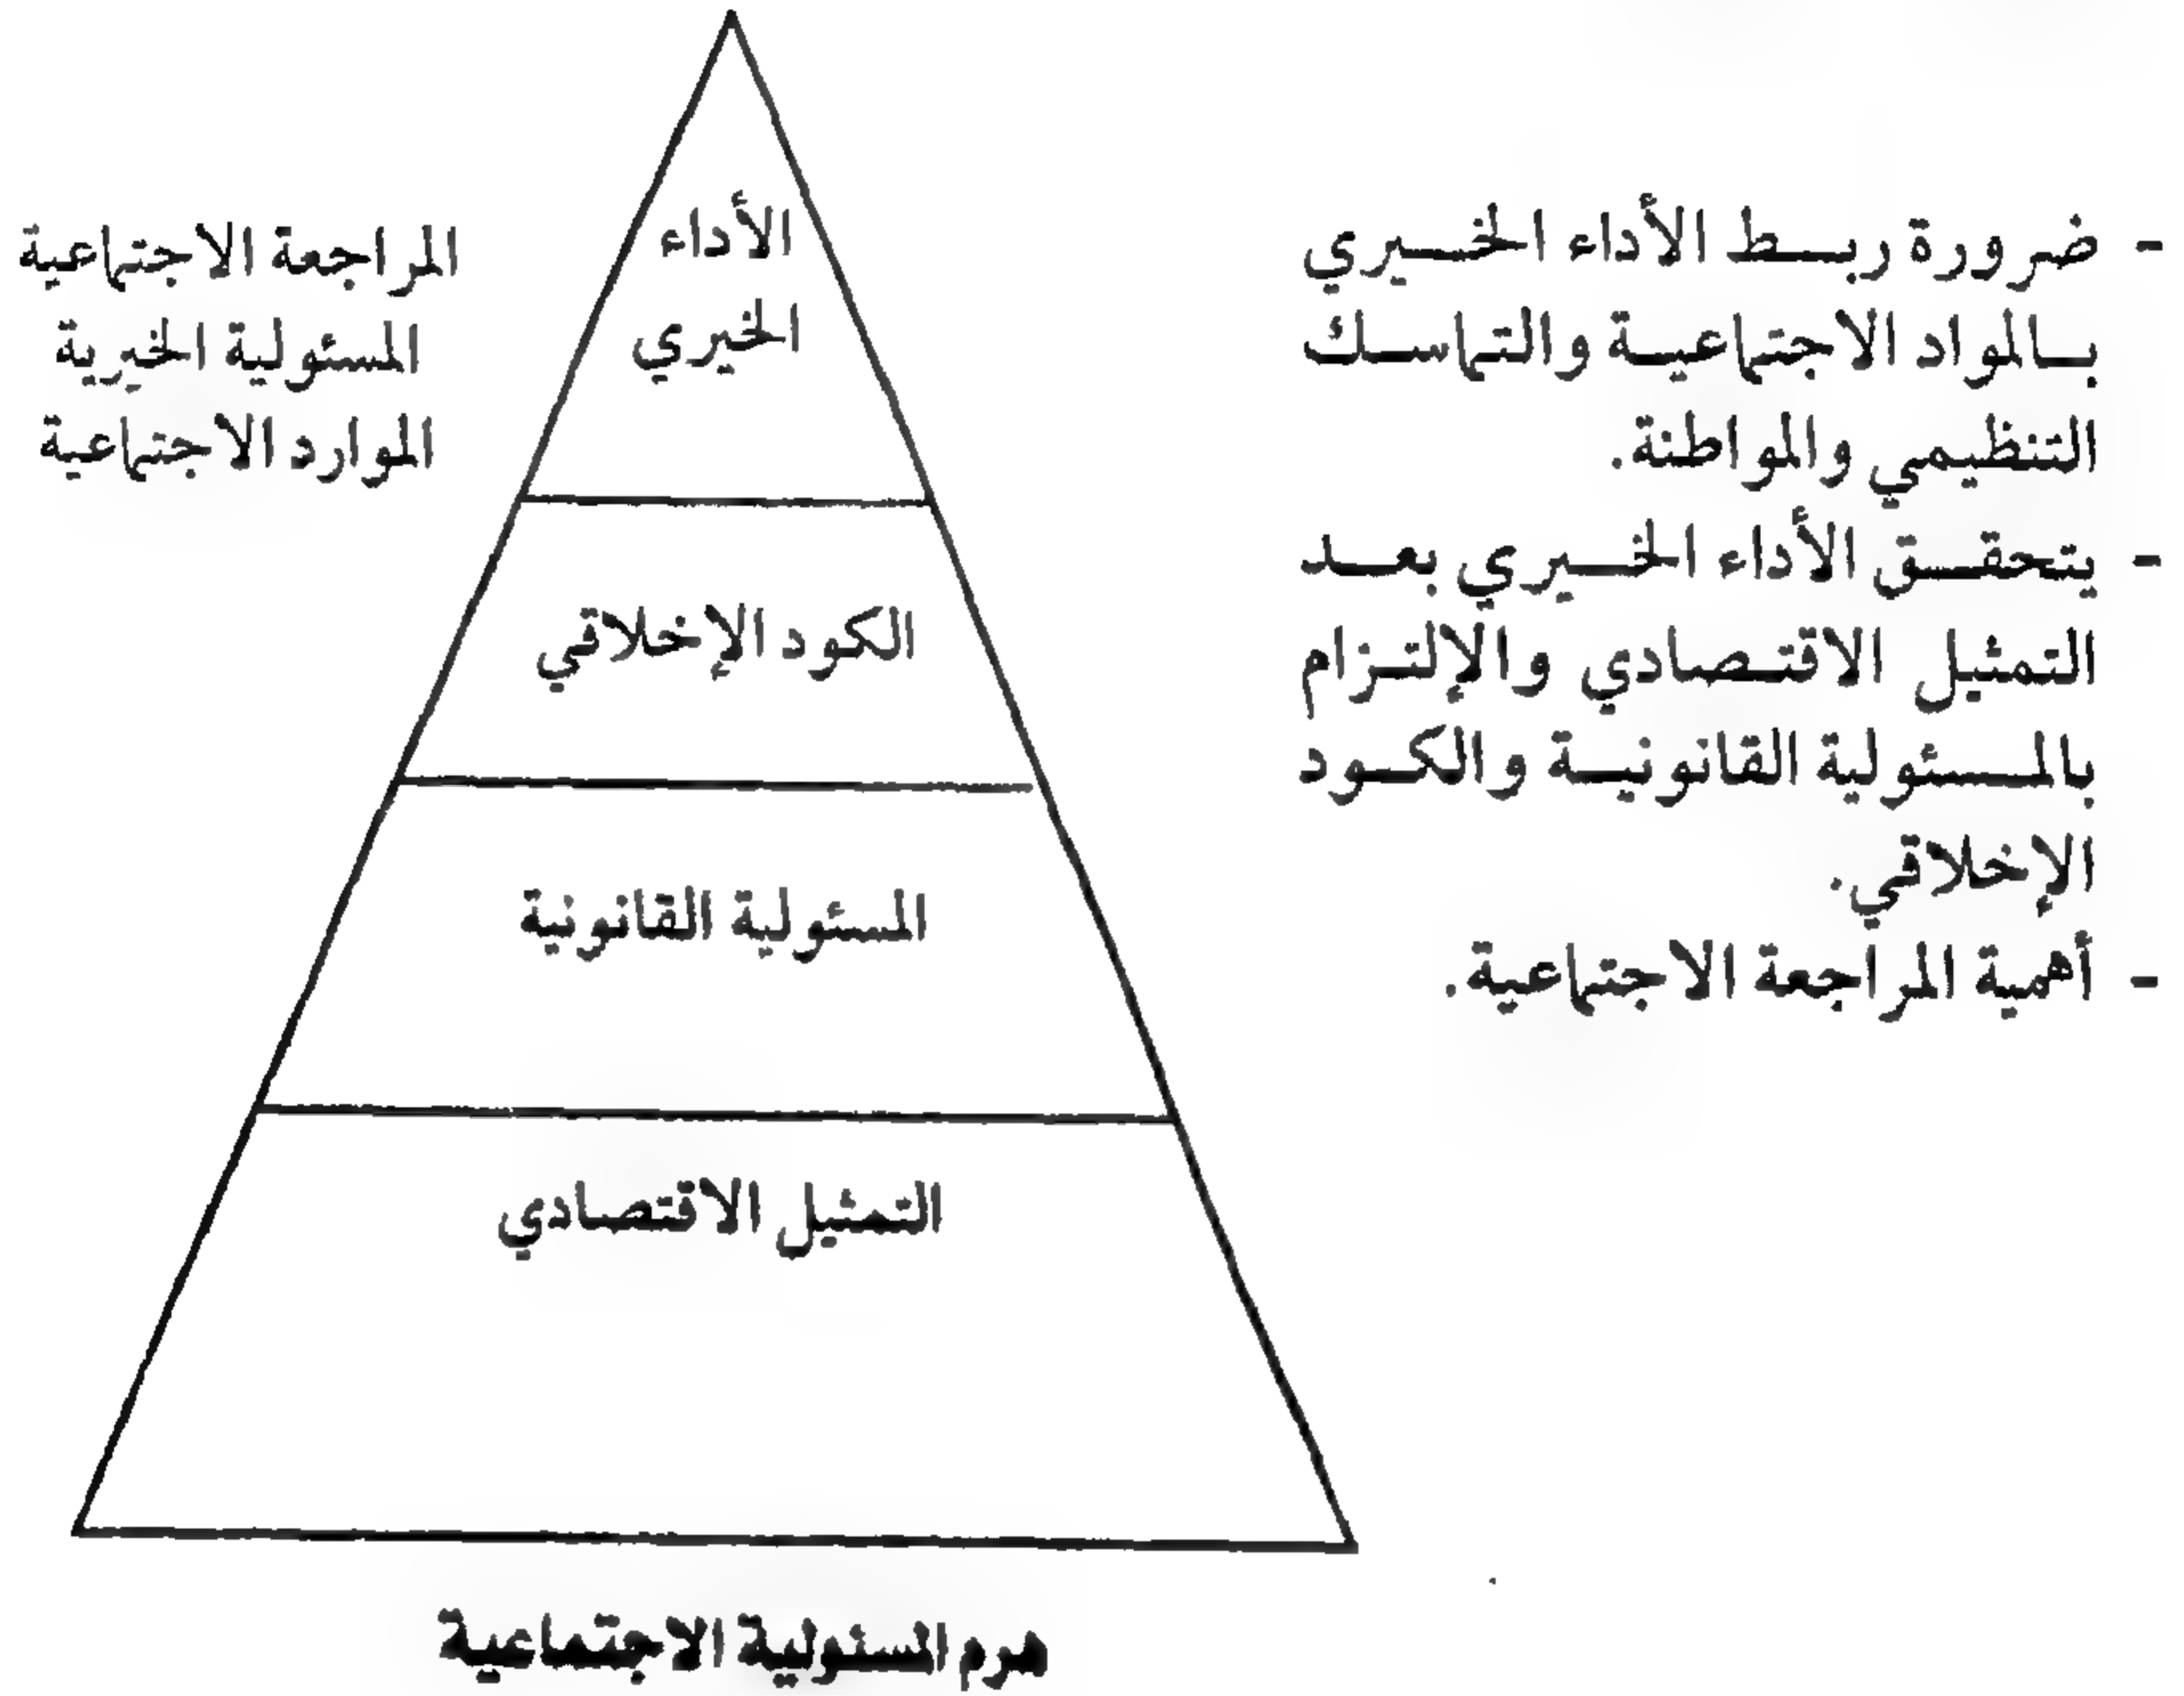 - ضرورة ربط الأداء الخيري
بالمواد الاجتماعية والتماسك
التنظيمي والمواطنة.
- يتحقق الأداء الخيري بعد
التمثيل الاقتصادي والإلتزام
بالمسئولية القانونية والكود
الإخلاقي.
- أهمية المراجعة الاجتماعية.
الأداء
الخيري
الكود الإخلاقي
المسئولية القانونية
التمثيل الاقتصادي
المراجعة الاجتماعية
المسئولية الخيرية
الموارد الاجتماعية
هرم المسئولية الاجتماعية